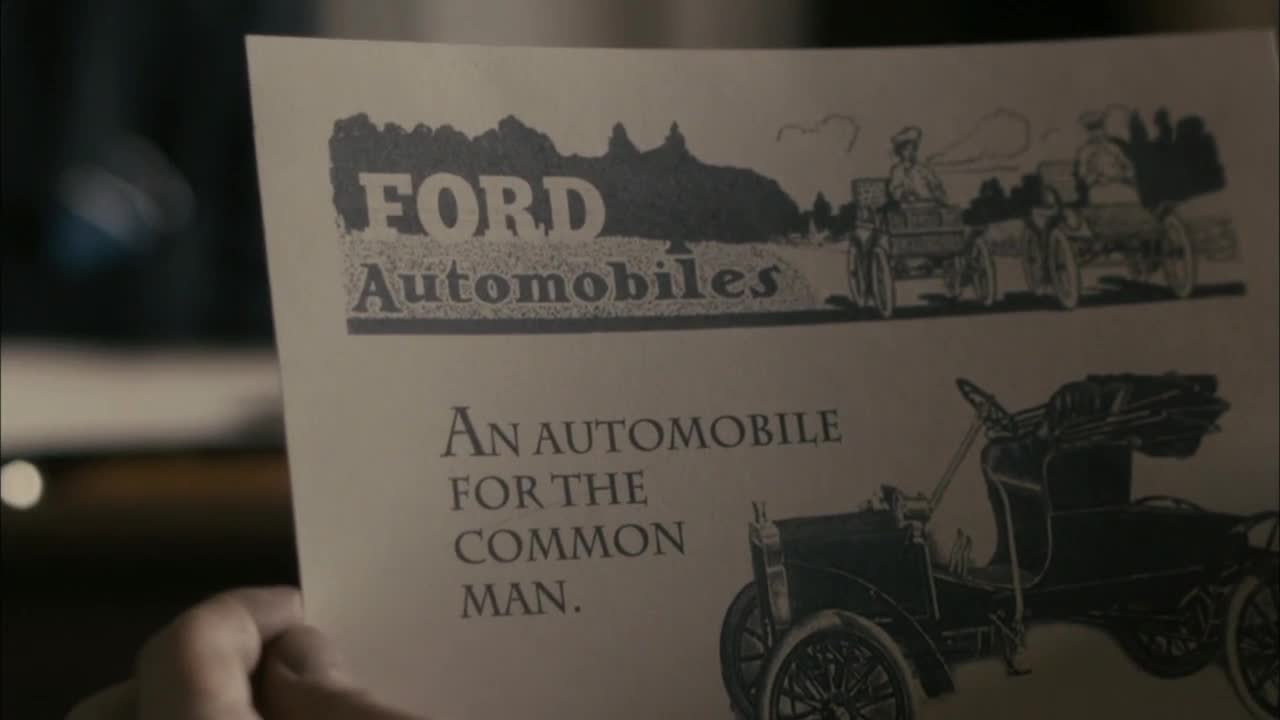 FORD
Automobiles
AN AUTOMOBILE
FOR THE
COMMON
MAN.